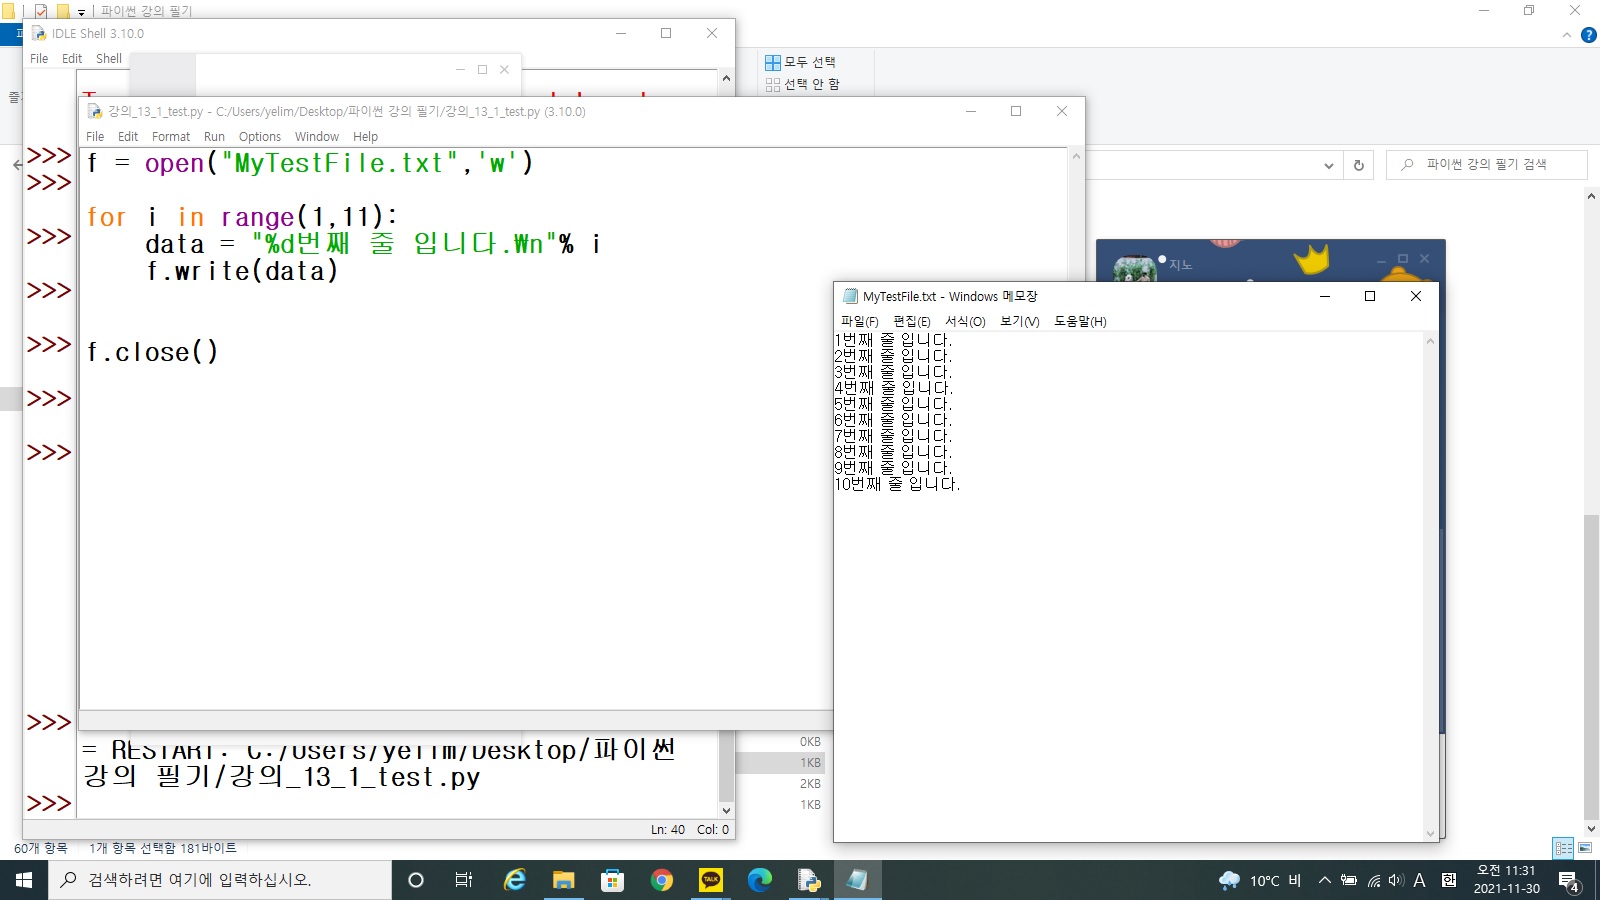 파이썬 강의 필기
IDLE Shell 3.10.0
File Edit Shell
모두 선택
선택 안 함
강의_13_1_test.py - C:/Users/yelim/Desktop/파이썬 강의 필기/강의_13_1_test.py (3.10.0)
File Edit Format Run Options Window Help
파이썬 강의 필기 검색
>>>
>>>
>>>
>>>
>>>
>>>
>>>
f = open("MyTestFile.txt",'w')
for i in range(1,11):
data = "%d번째 줄 입니다.₩n"% i
f.write(data)
f.close()
지노
MyTestFile.txt - Windows 메모장
파일(F) 편집(E) 서식(O) 보기(V) 도움말(H)
1번째 줄 입니다.
2번째 줄 입니다.
3번째 줄 입니다.
4번째 줄 입니다.
5번째 줄 입니다.
6번째 줄 입니다.
7번째 줄 입니다.
8번째 줄 입니다.
9번째 줄 입니다.
10번째 줄 입니다.
>>>
= RESTART: C:/Users/yelim/Desktop/파이썬
강의 필기/강의_13_1_test.py
>>>
0KB
1KB
2KB
1KB
Ln: 40 Col: 0
60개 항목 1개 항목 선택함 181바이트
검색하려면 여기에 입력하십시오.
TALK
10°C 비
A 한
오전 11:31
2021-11-30
4